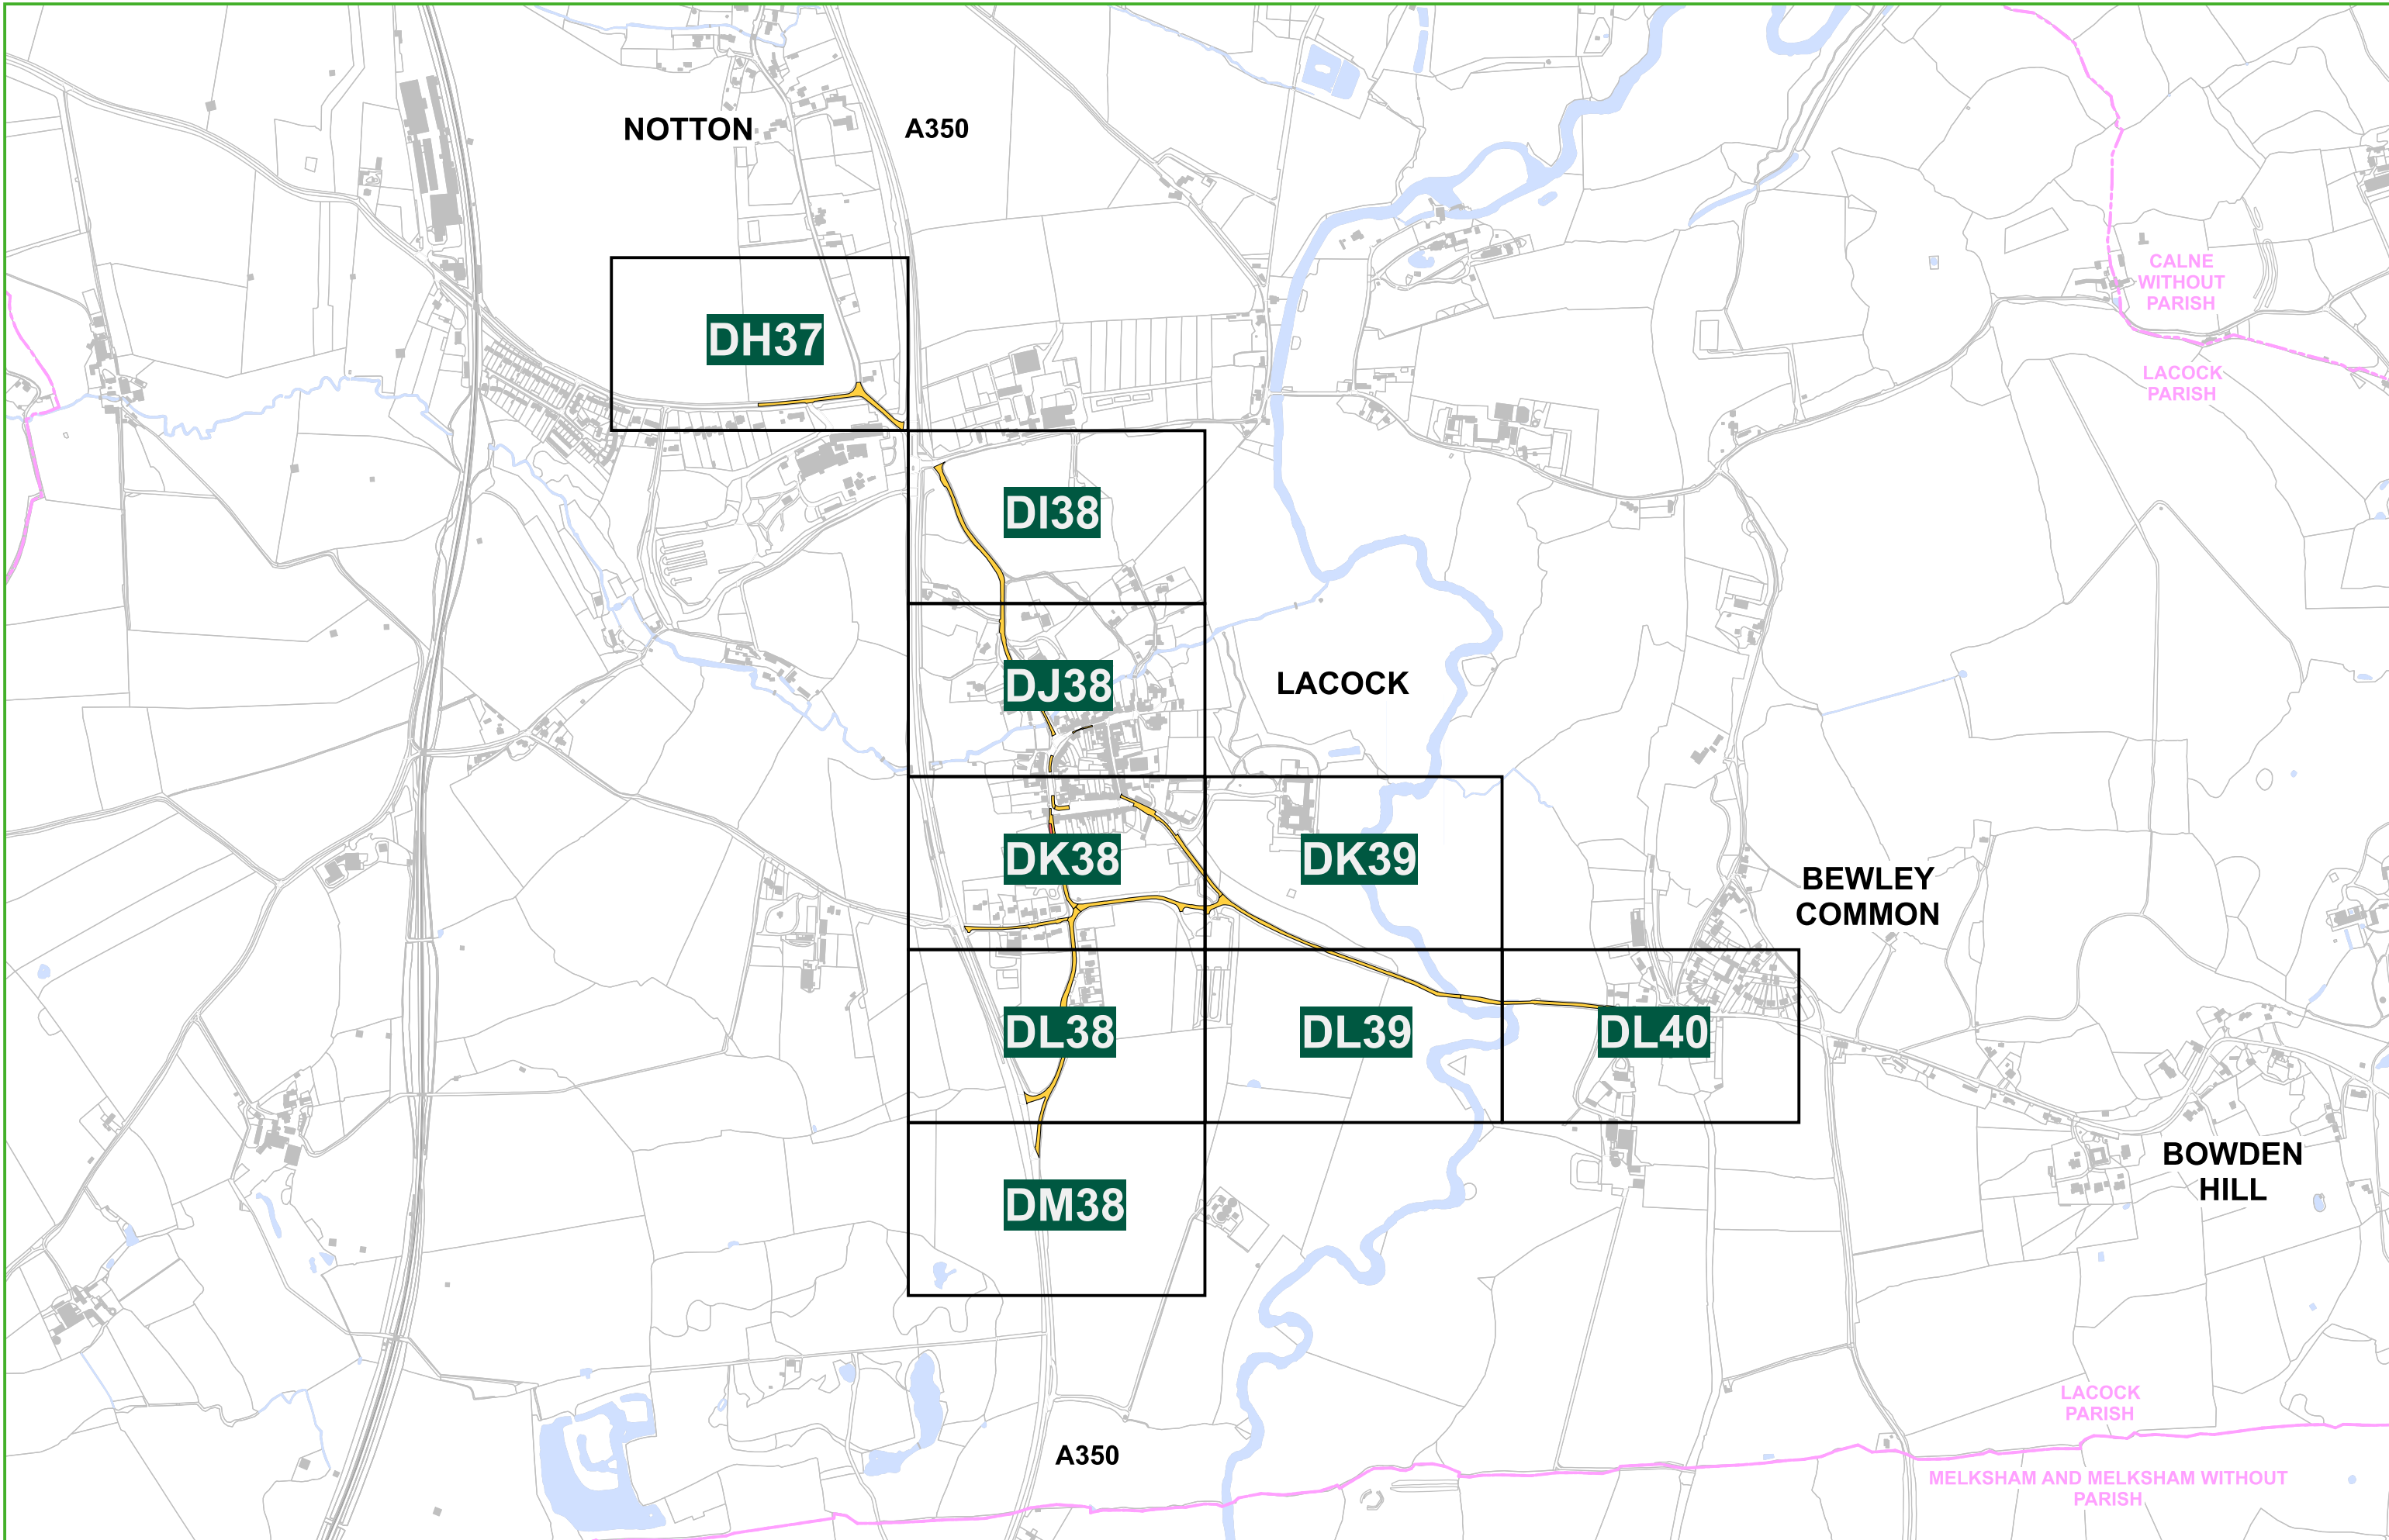 NOTTON
A350
CALNE
WITHOUT
PARISH
DH37
LACOCK
PARISH
DI38
DJ38
LACOCK
DK38
DK39
BEWLEY
COMMON
DL38
DL39
DL40
BOWDEN
HILL
DM38
LACOCK
PARISH
A350
MELKSHAM AND MELKSHAM WITHOUT
PARISH